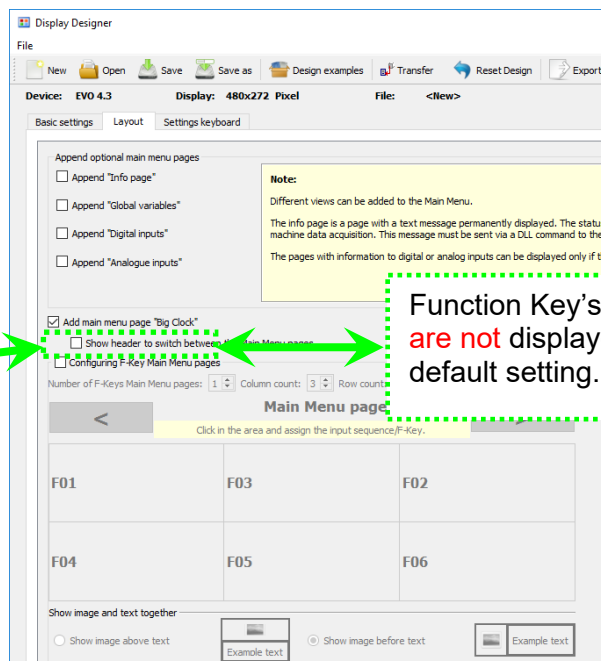 Display Designer
File
New Open Save Save as Design examples Transfer Reset Design Export
Device: EVO 4.3 Display: 480x272 Pixel File: <New>
Basic settings Layout Settings keyboard
Append optional main menu pages
Append "Info page"
Append "Global variables"
Append "Digital inputs"
Append "Analogue inputs"
Note:
Different views can be added to the Main Menu.
The info page is a page with a text message permanently displayed. The statu
machine data acquisition. This message must be sent via a DLL command to the
The pages with information to digital or analog inputs can be displayed only if t
Add main menu page "Big Clock"
Show header to switch between the Main Menu pages
Function Key's
are not display
default setting.
Configuring F-Key Main Menu pages
Number of F-Keys Main Menu pages: 1 Column count: 3 Row count:
< Main Menu page >
Click in the area and assign the input sequence/F-Key.
F01 F03 F02
F04 F05 F06
Show image and text together
Show image above text Example text Show image before text Example text